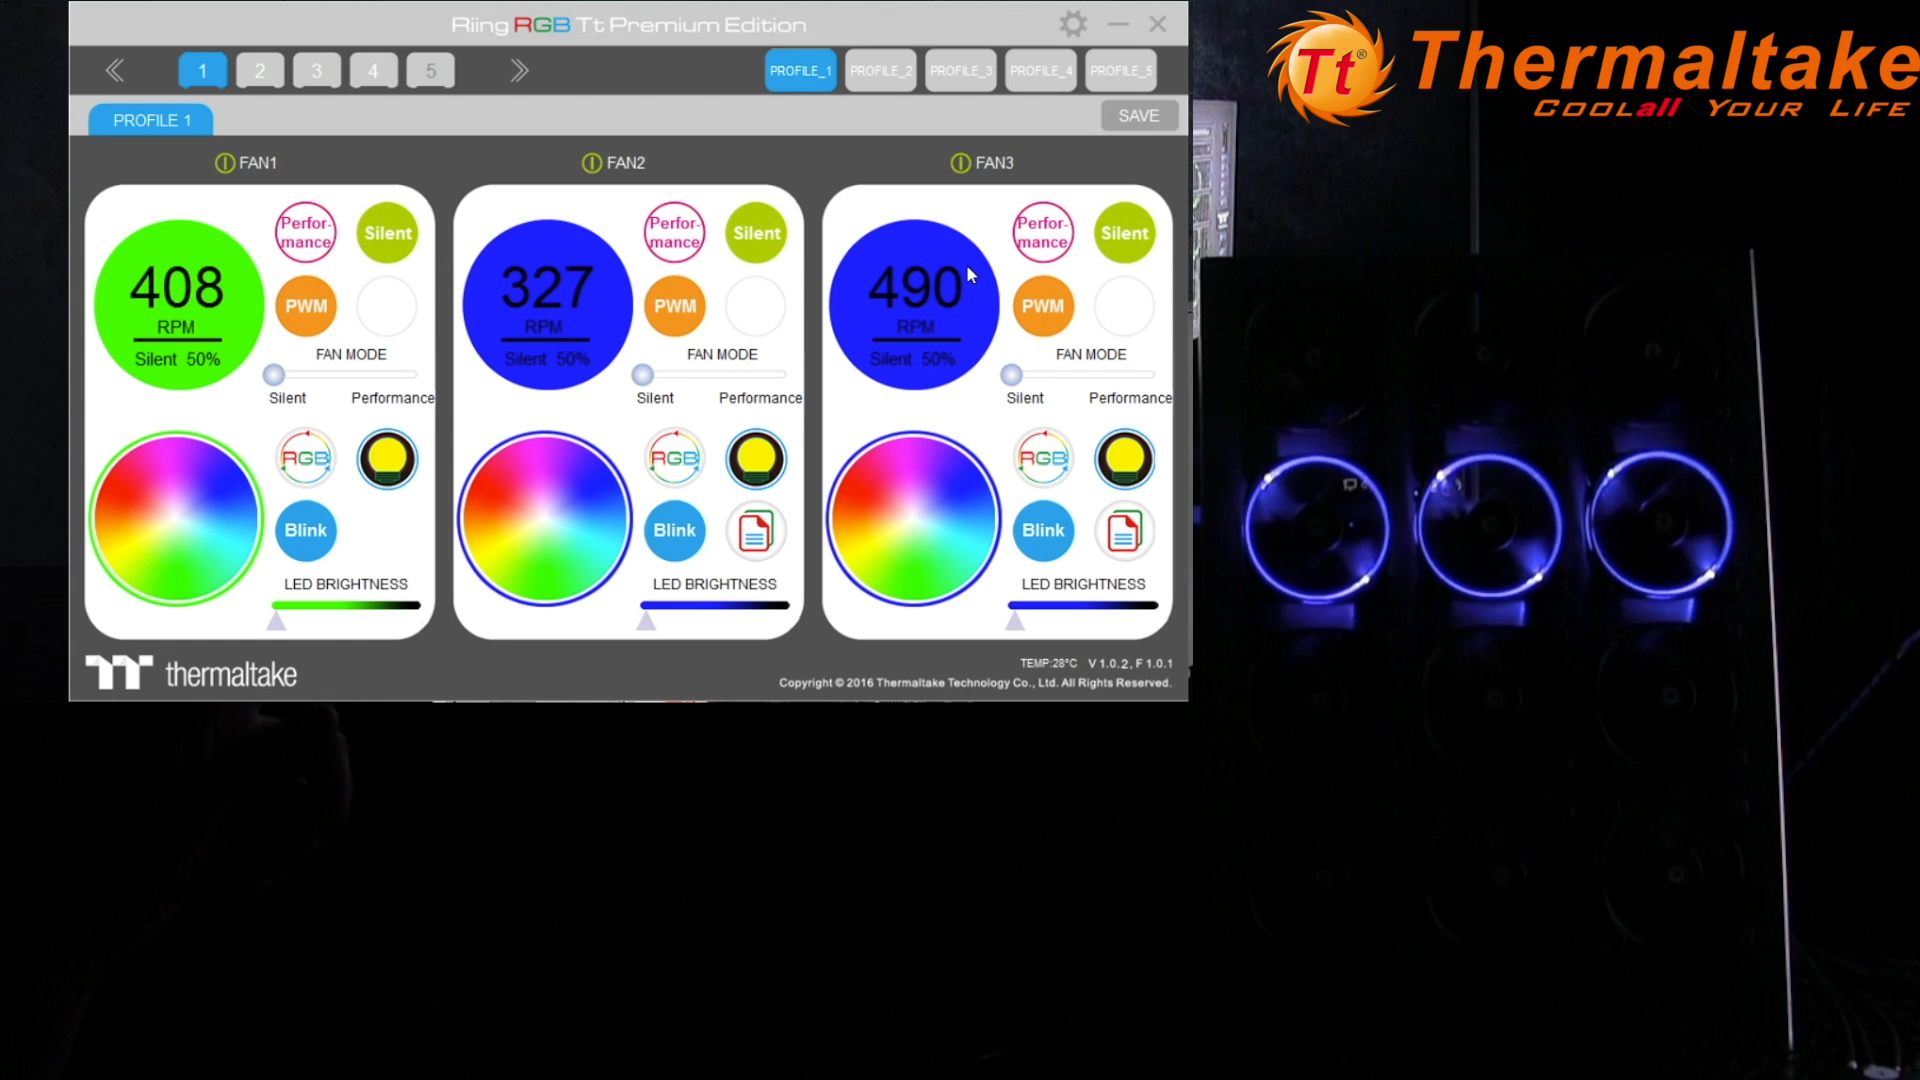 Riing RGB Tt Premium Edition
1 2 3 4 5
PROFILE_1 PROFILE_2 PROFILE_3 PROFILE_4 PROFILE_5
PROFILE 1
SAVE
FAN1
408
RPM
Silent 50%
Perfor-
mance
Silent
PWM
FAN MODE
Silent Performance
RGB
Blink
LED BRIGHTNESS
FAN2
327
RPM
Silent 50%
Perfor-
mance
Silent
PWM
FAN MODE
Silent Performance
RGB
Blink
LED BRIGHTNESS
FAN3
490
RPM
Silent 50%
Perfor-
mance
Silent
PWM
FAN MODE
Silent Performance
RGB
Blink
LED BRIGHTNESS
thermaltake
TEMP:28°C V 1.0.2, F 1.0.1
Copyright © 2016 Thermaltake Technology Co., Ltd. All Rights Reserved.
Tt®
Thermaltake
COOLall YOUR LIFE